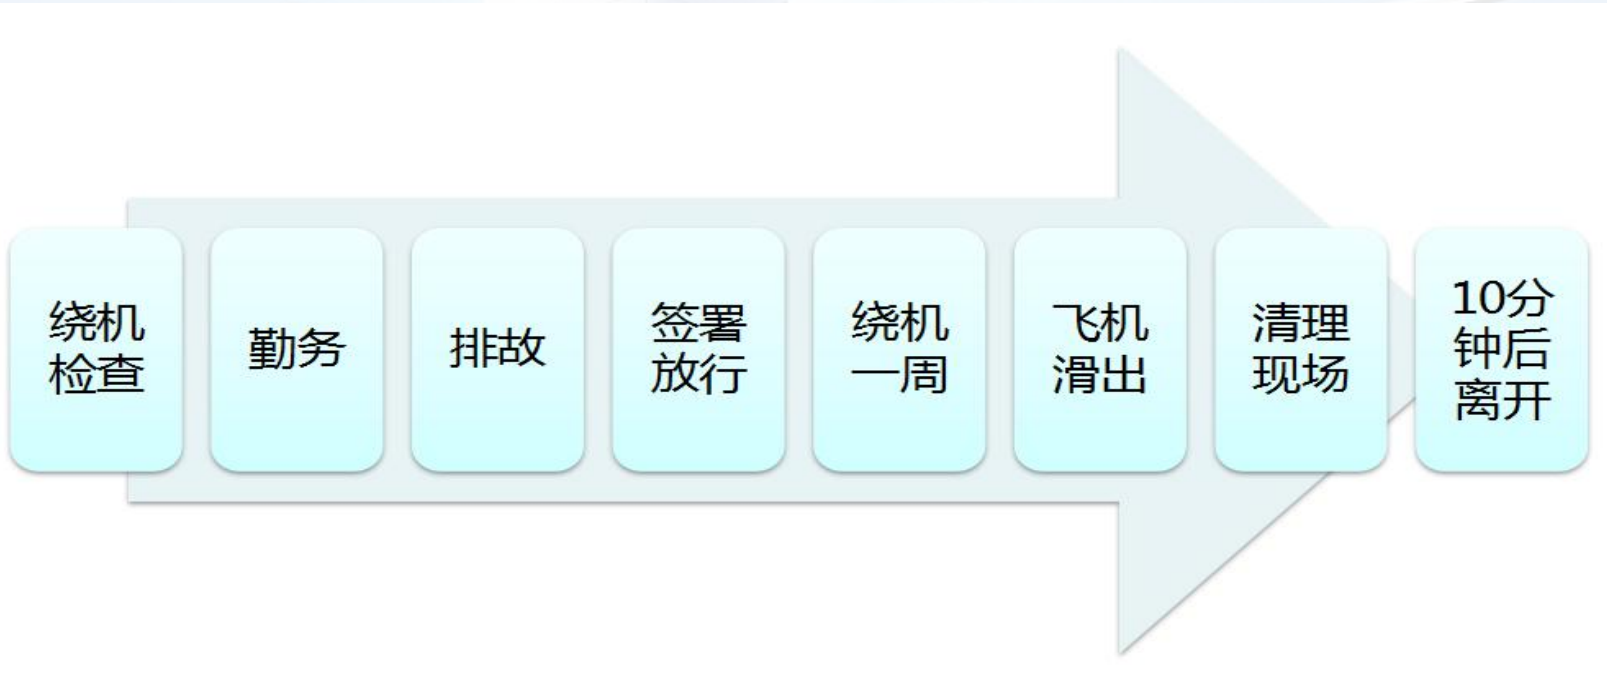 绕机
检查
勤务
排故
签署
放行
绕机
一周
飞机
滑出
清理
现场
10分
钟后
离开